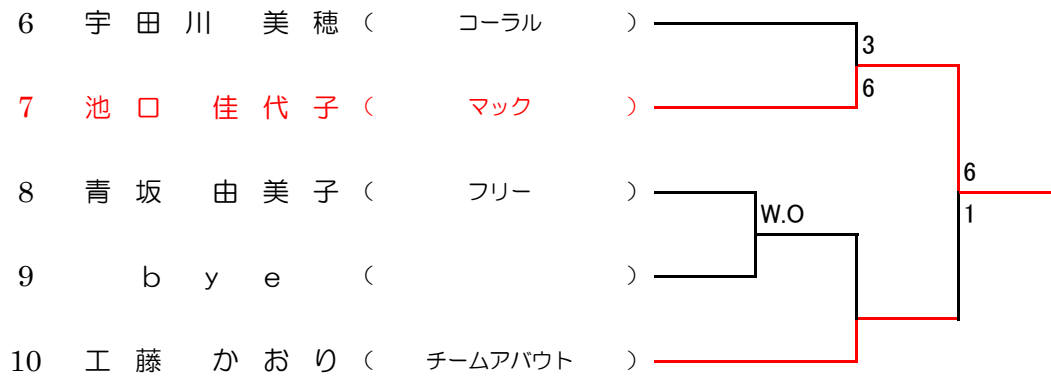 6 宇田川 美穂 ( コーラル )
3
7 池口 佳代子 ( マック )
6
8 青坂 由美子 ( フリー )
6
W.O
1
9 bye ( )
10 工藤 かおり ( チームアバウト )